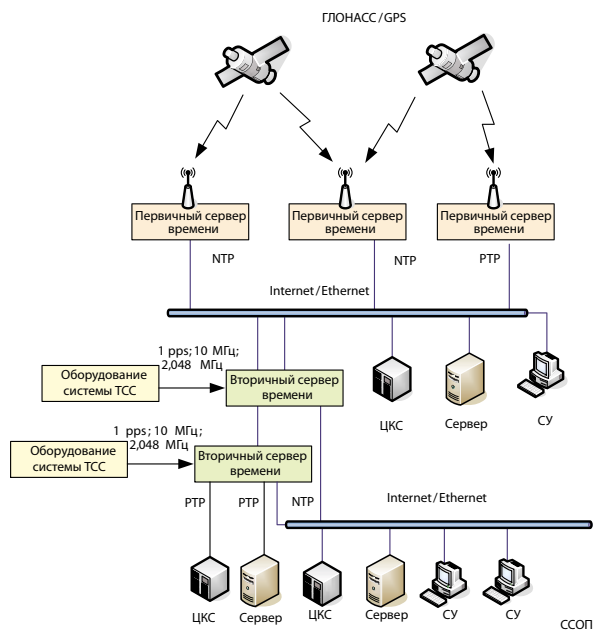 ГЛОНАСС/GPS
Первичный сервер
времени
Первичный сервер
времени
Первичный сервер
времени
NTP
NTP
PTP
Internet/Ethernet
1 pps; 10 МГц;
2,048 МГц
Оборудование
системы ТСС
Вторичный сервер
времени
ЦКС
Сервер
СУ
1 pps; 10 МГц;
2,048 МГц
Оборудование
системы ТСС
Вторичный сервер
времени
PTP
PTP
NTP
Internet/Ethernet
ЦКС
Сервер
ЦКС
Сервер
СУ
СУ
ССОП